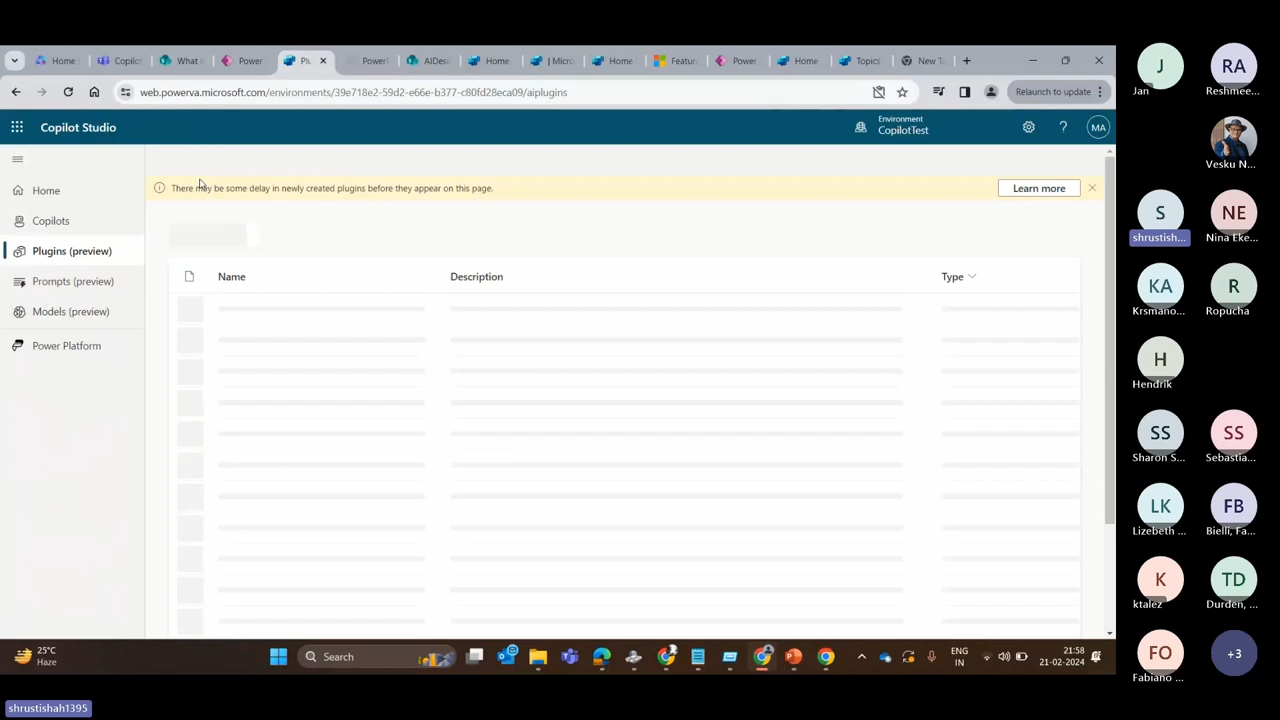 Home
Copilot
What
Power
Plu
PowerP
AIDesi
Home
| Micro
Home
Featur
Power
Home
Topics
New Ta
web.powerva.microsoft.com/environments/39e718e2-59d2-e66e-b377-c80fd28eca09/aiplugins
Relaunch to update
Copilot Studio
Environment
CopilotTest
MA
Home
Copilots
Plugins (preview)
Prompts (preview)
Models (preview)
Power Platform
There may be some delay in newly created plugins before they appear on this page.
Learn more
Name
Description
Type
25°C
Haze
Search
ENG
IN
21:58
21-02-2024
J
Jan
RA
Reshmee...
Vesku N...
S
shrustish...
NE
Nina Eke...
KA
Krsmano...
R
Ropucha
H
Hendrik
SS
Sharon S...
SS
Sebastia...
LK
Lizebeth ...
FB
Bielli, Fa...
K
ktalez
TD
Durden, ...
FO
Fabiano ...
+3
shrustishah1395